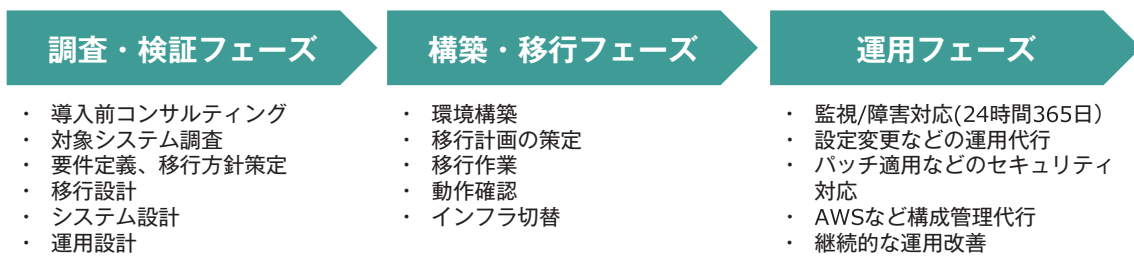 調査・検証フェーズ
・ 導入前コンサルティング
・ 対象システム調査
・ 要件定義、移行方針策定
・ 移行設計
・ システム設計
・ 運用設計
構築・移行フェーズ
・ 環境構築
・ 移行計画の策定
・ 移行作業
・ 動作確認
・ インフラ切替
運用フェーズ
・ 監視/障害対応(24時間365日）
・ 設定変更などの運用代行
・ パッチ適用などのセキュリティ
対応
・ AWSなど構成管理代行
・ 継続的な運用改善